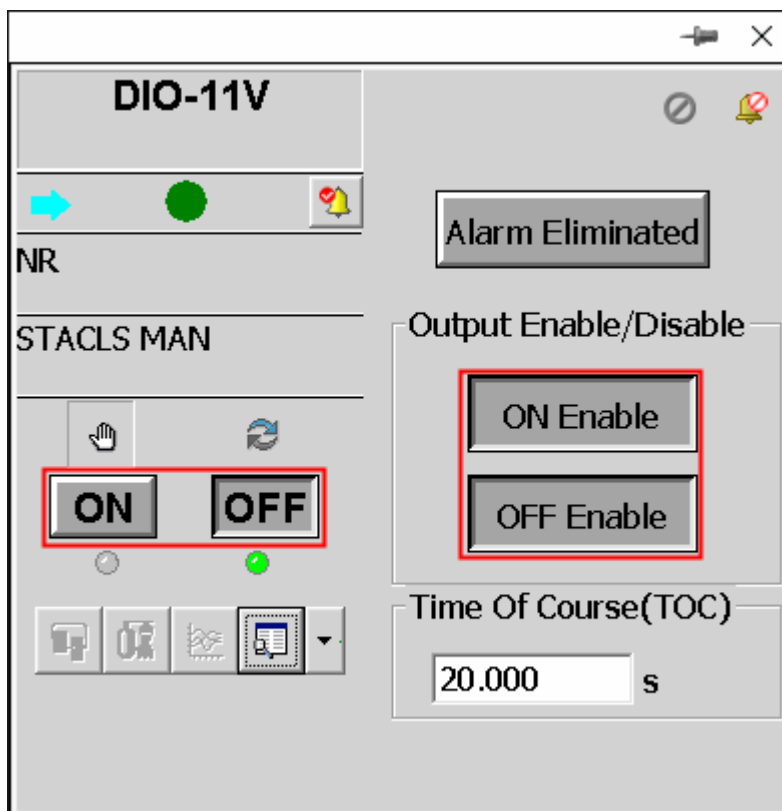 DIO-11V
NR
STACLS MAN
ON
OFF
Alarm Eliminated
Output Enable/Disable
ON Enable
OFF Enable
Time Of Course(TOC)
20.000 s